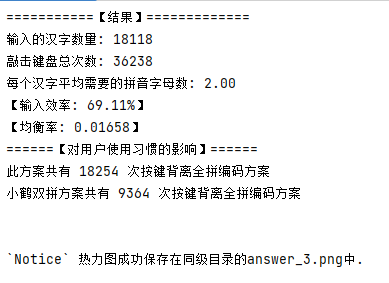 ===========【结果】=============
输入的汉字数量: 18118
敲击键盘总次数: 36238
每个汉字平均需要的拼音字母数: 2.00
【输入效率: 69.11%】
【均衡率: 0.01658】
======【对用户使用习惯的影响】======
此方案共有 18254 次按键背离全拼编码方案
小鹤双拼方案共有 9364 次按键背离全拼编码方案
`Notice` 热力图成功保存在同级目录的answer_3.png中.